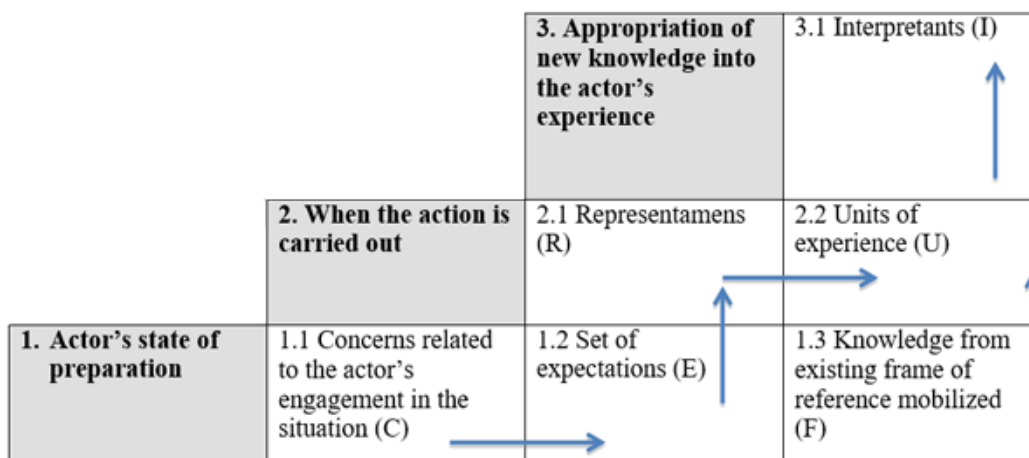 3. Appropriation of
new knowledge into
the actor's
experience
3.1 Interpretants (I)
2. When the action is
carried out
2.1 Representamens
(R)
2.2 Units of
experience (U)
1. Actor's state of
preparation
1.1 Concerns related
to the actor's
engagement in the
situation (C)
1.2 Set of
expectations (E)
1.3 Knowledge from
existing frame of
reference mobilized
(F)